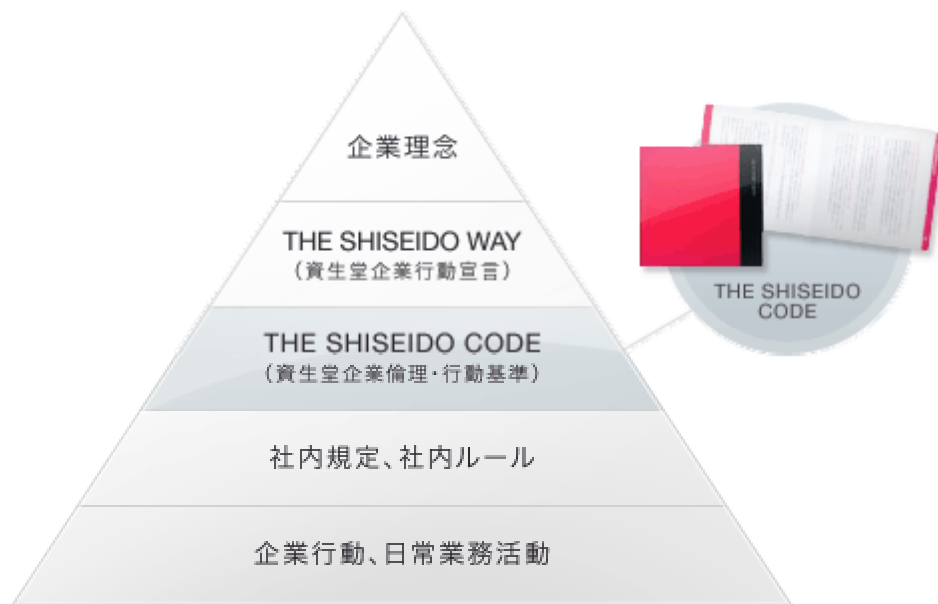 企業理念
THE SHISEIDO WAY
（資生堂企業行動宣言）
THE SHISEIDO CODE
（資生堂企業倫理・行動基準）
社内規定、社内ルール
企業行動、日常業務活動
THE SHISEIDO
CODE